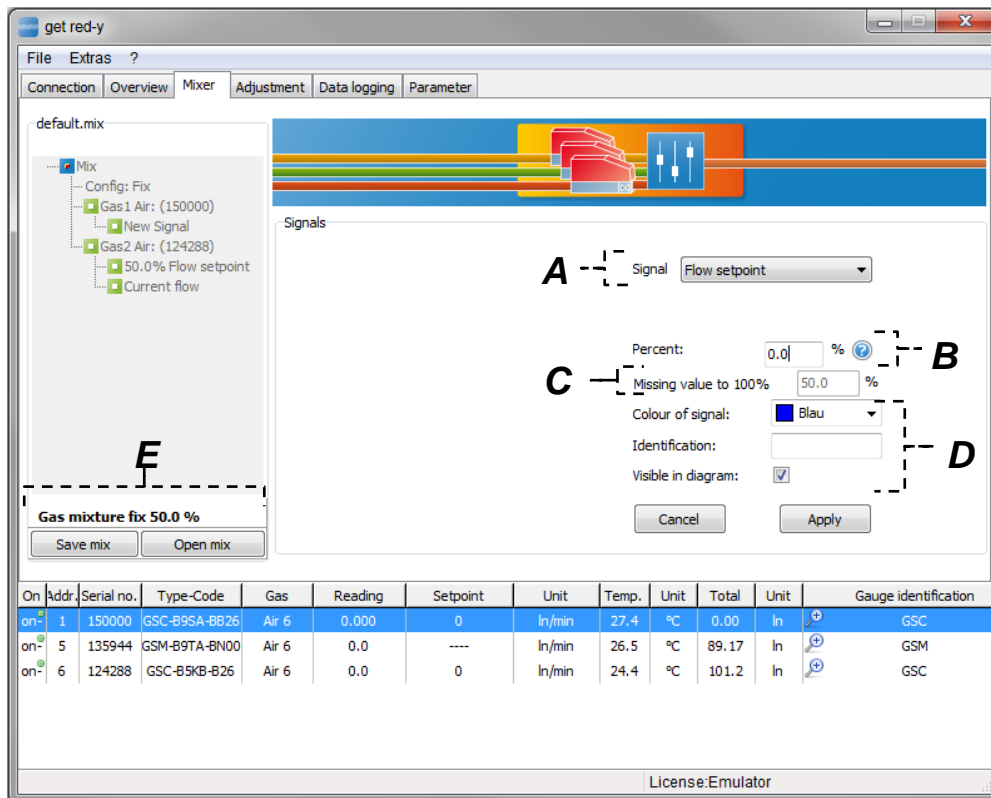 get red-y
File Extras ?
Connection Overview Mixer Adjustment Data logging Parameter
default.mix
Mix
Config: Fix
Gas1 Air: (150000)
New Signal
Gas2 Air: (124288)
50.0% Flow setpoint
Current flow
E
Gas mixture fix 50.0 %
Save mix Open mix
Signals
A Signal Flow setpoint
Percent: 0.0 % ? B
C Missing value to 100% 50.0 %
Colour of signal: Blau
Identification: D
Visible in diagram:
Cancel Apply
On Addr. Serial no. Type-Code Gas Reading Setpoint Unit Temp. Unit Total Unit Gauge identification
on- 1 150000 GSC-B9SA-BB26 Air 6 0.000 0 ln/min 27.4 °C 0.00 ln GSC
on- 5 135944 GSM-B9TA-BN00 Air 6 0.0 ---- ln/min 26.5 °C 89.17 ln GSM
on- 6 124288 GSC-B5KB-B26 Air 6 0.0 0 ln/min 24.4 °C 101.2 ln GSC
License:Emulator